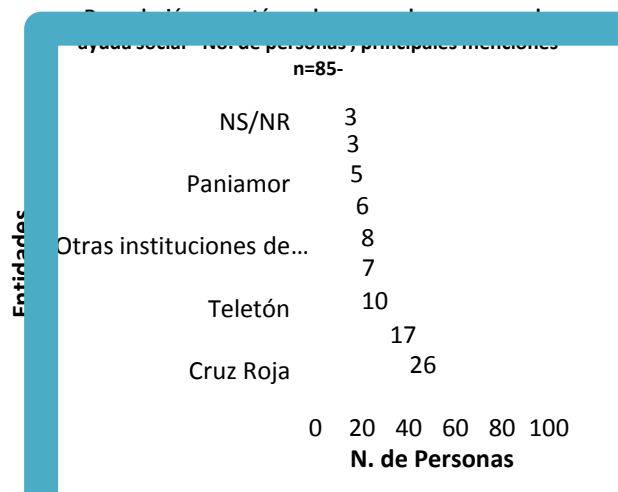 ayuda social - No. de personas , principales menciones
n=85-
NS/NR 3
3
Paniamor 5
6
Otras instituciones de... 8
7
Teletón 10
17
Cruz Roja 26
0 20 40 60 80 100
N. de Personas
Entidades